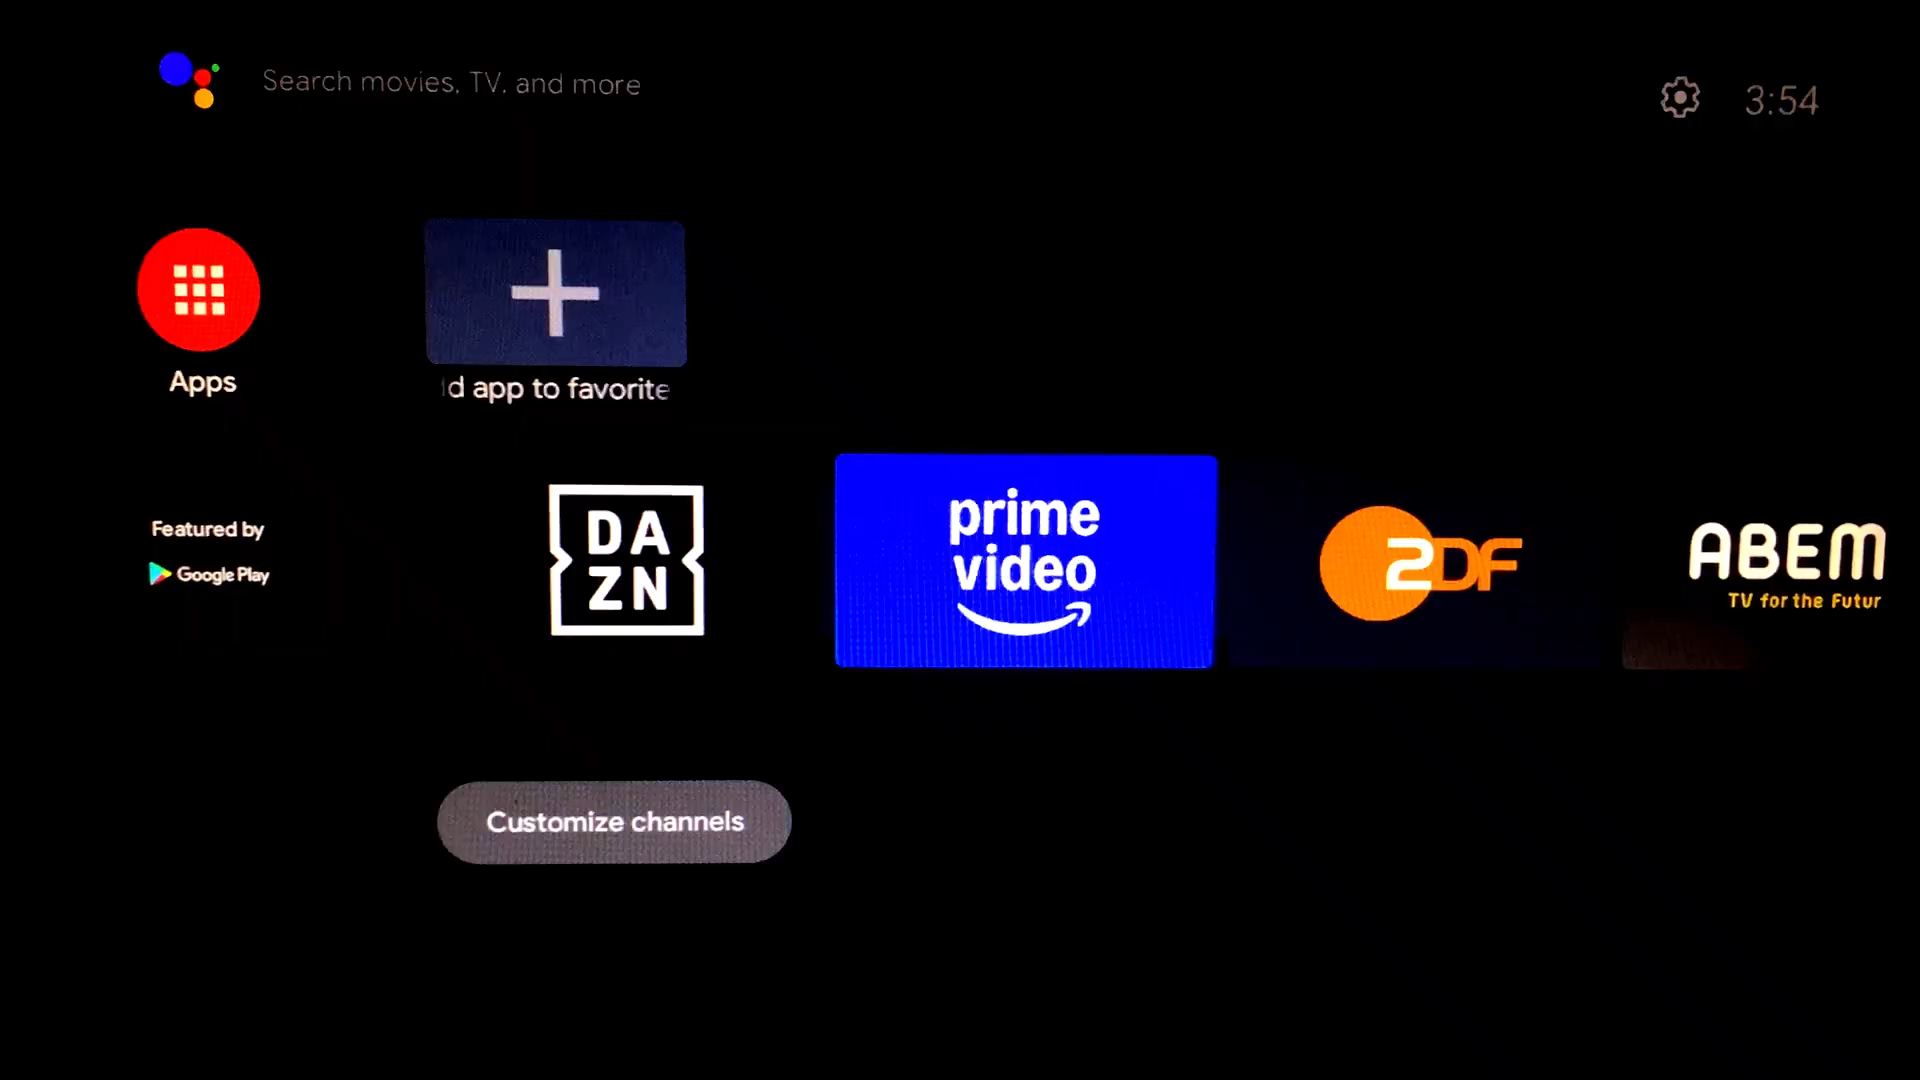 Search movies, TV, and more
3:54
Apps
d app to favorite
Featured by
Google Play
DA
ZN
prime
video
2DF
ABEM
TV for the Futur
Customize channels